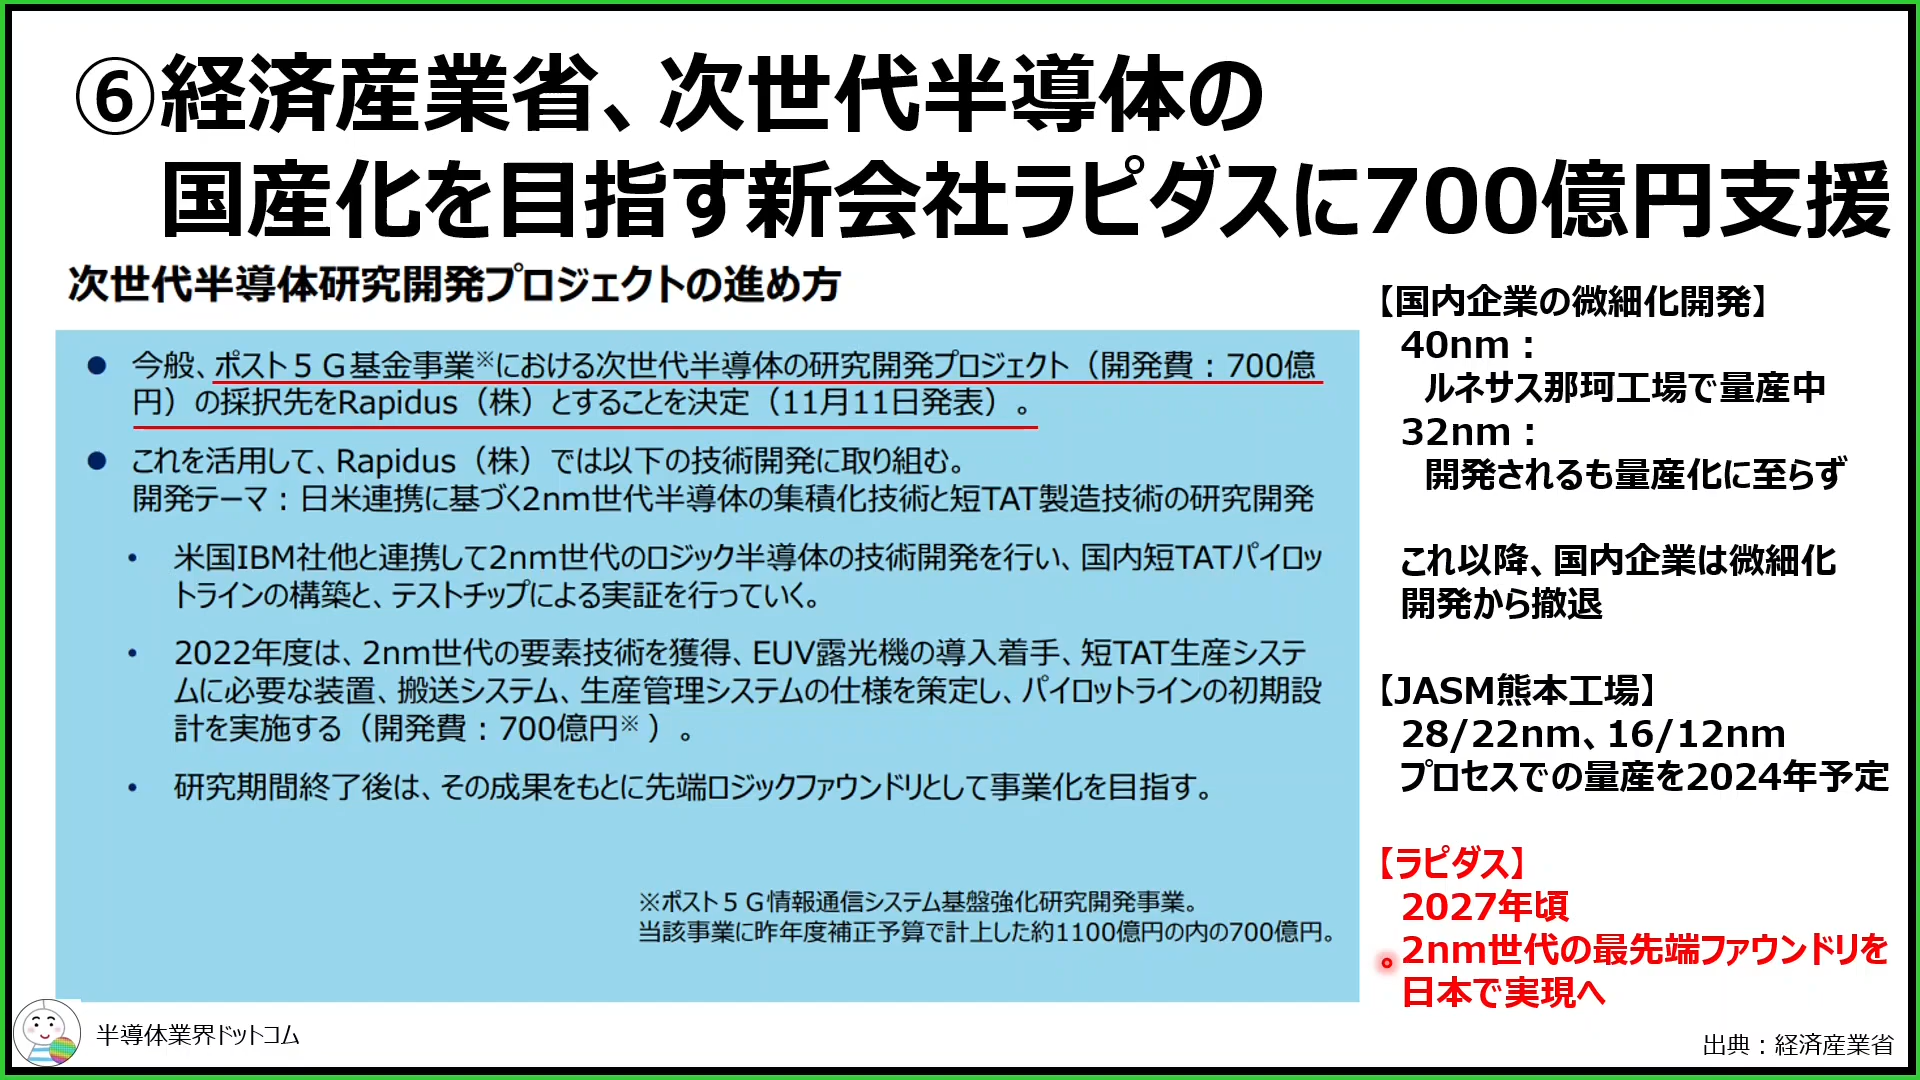 ⑥経済産業省、次世代半導体の
国産化を目指す新会社ラピダスに700億円支援
次世代半導体研究開発プロジェクトの進め方
● 今般、ポスト５Ｇ基金事業※における次世代半導体の研究開発プロジェクト（開発費：700億
円）の採択先をRapidus（株）とすることを決定（11月11日発表）。
● これを活用して、Rapidus（株）では以下の技術開発に取り組む。
開発テーマ：日米連携に基づく2nm世代半導体の集積化技術と短TAT製造技術の研究開発
• 米国IBM社他と連携して2nm世代のロジック半導体の技術開発を行い、国内短TATパイロッ
トラインの構築と、テストチップによる実証を行っていく。
• 2022年度は、2nm世代の要素技術を獲得、EUV露光機の導入着手、短TAT生産システ
ムに必要な装置、搬送システム、生産管理システムの仕様を策定し、パイロットラインの初期設
計を実施する（開発費：700億円※ ）。
• 研究期間終了後は、その成果をもとに先端ロジックファウンドリとして事業化を目指す。
※ポスト５Ｇ情報通信システム基盤強化研究開発事業。
当該事業に昨年度補正予算で計上した約1100億円の内の700億円。
【国内企業の微細化開発】
40nm：
ルネサス那珂工場で量産中
32nm：
開発されるも量産化に至らず
これ以降、国内企業は微細化
開発から撤退
【JASM熊本工場】
28/22nm、16/12nm
プロセスでの量産を2024年予定
【ラピダス】
2027年頃
2nm世代の最先端ファウンドリを
日本で実現へ
半導体業界ドットコム
出典：経済産業省